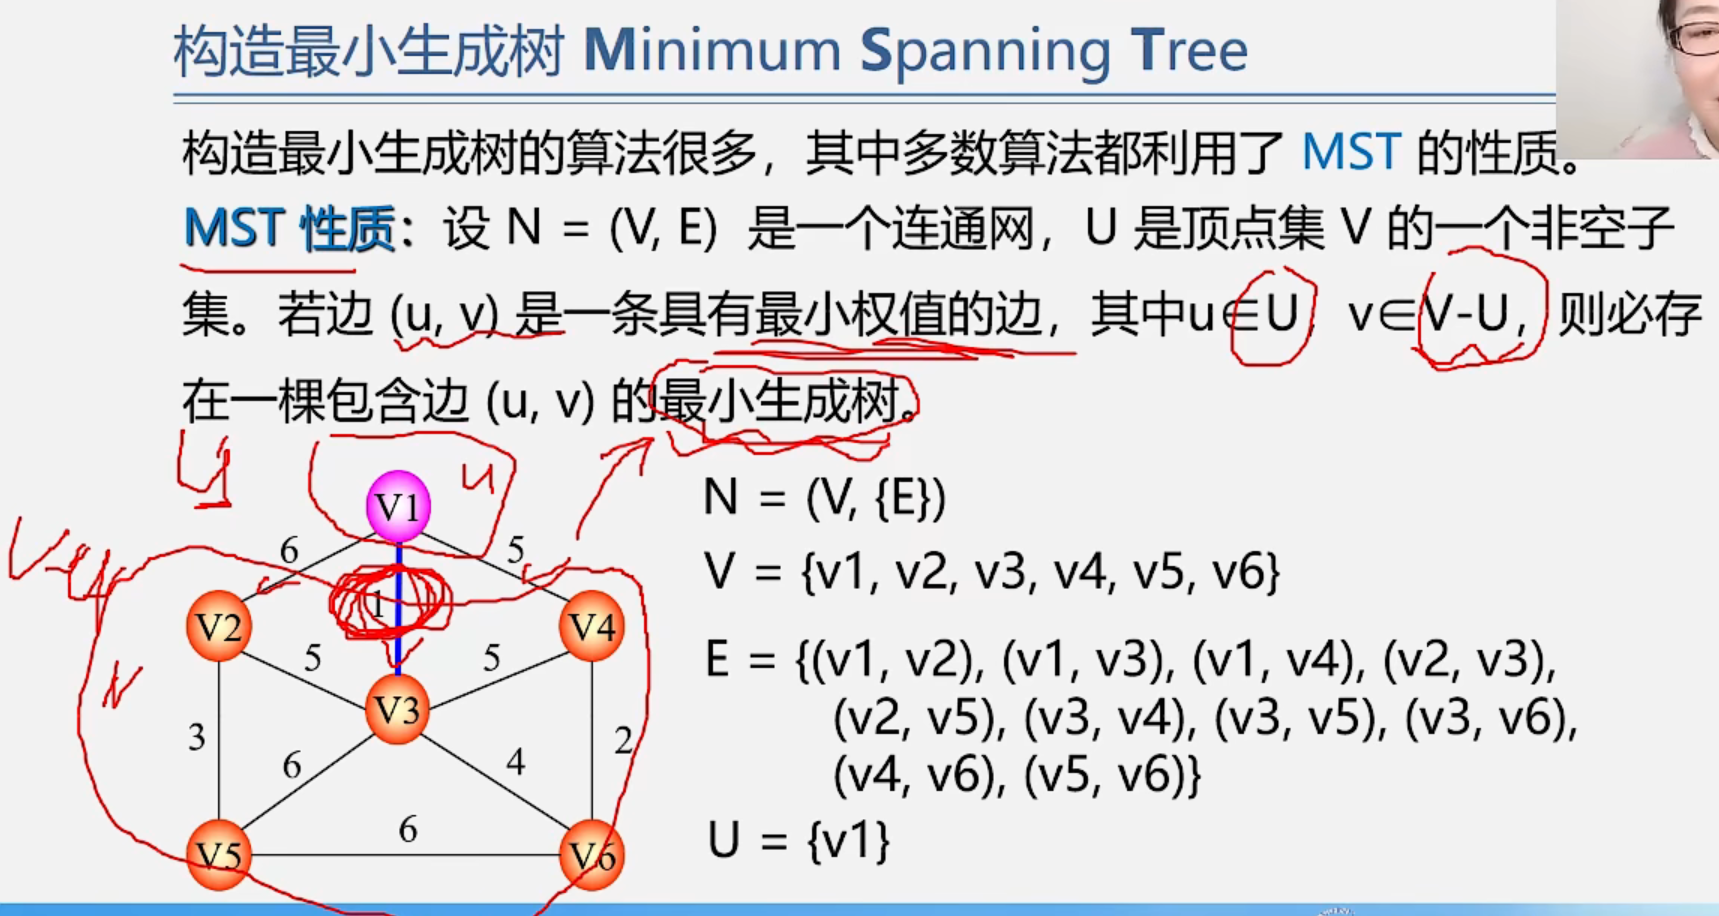 构造最小生成树 Minimum Spanning Tree
构造最小生成树的算法很多，其中多数算法都利用了 MST 的性质。
MST 性质：设 N = (V, E) 是一个连通网，U 是顶点集 V 的一个非空子
集。若边 (u, v) 是一条具有最小权值的边，其中u∈U，v∈V-U，则必存
在一棵包含边 (u, v) 的最小生成树。
U
u
V-U
V1
6
5
1
V2
V4
5
5
V3
3
2
6
4
6
V5
V6
N = (V, {E})
V = {v1, v2, v3, v4, v5, v6}
E = {(v1, v2), (v1, v3), (v1, v4), (v2, v3),
(v2, v5), (v3, v4), (v3, v5), (v3, v6),
(v4, v6), (v5, v6)}
U = {v1}